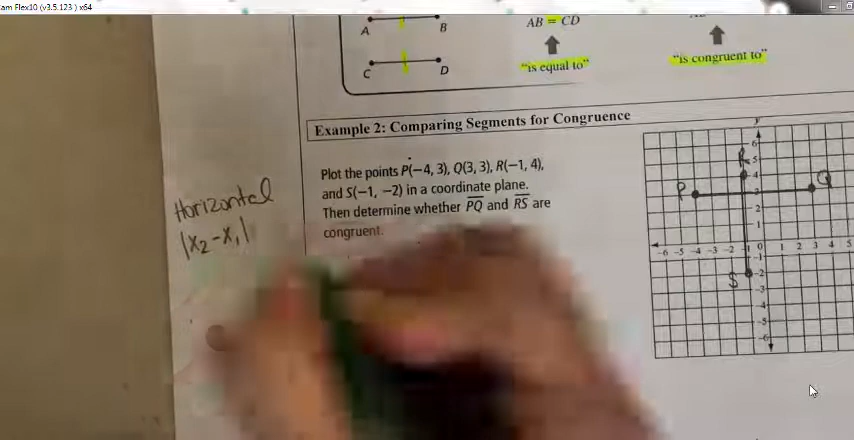 am Flex10 (v3.5.123 ) x64
A B
AB = CD
C D
"is equal to"
"is congruent to"
Example 2: Comparing Segments for Congruence
Plot the points P(−4, 3), Q(3, 3), R(−1, 4),
and S(−1, −2) in a coordinate plane.
Then determine whether PQ and RS are
congruent.
Horizontal
|x₂-x₁|
y
6
5
R
4
P Q
3
2
1
-6 -5 -4 -3 -2 -1 0 1 2 3 4 5
-1
S -2
-3
-4
-5
-6